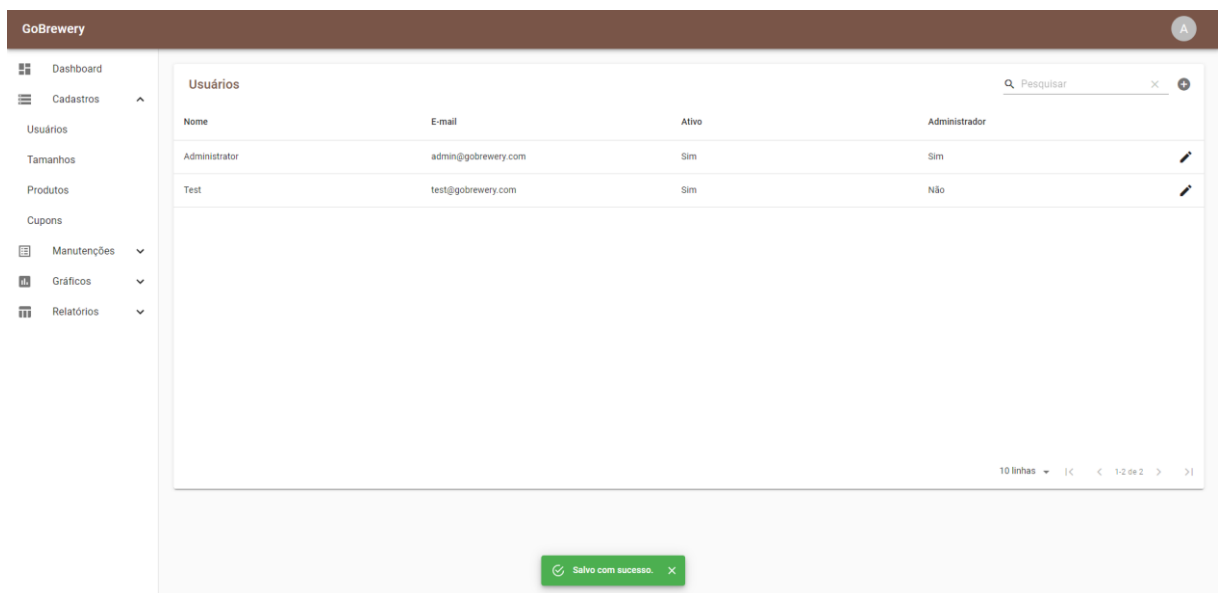 GoBrewery
A
Dashboard
Cadastros
Usuários
Tamanhos
Produtos
Cupons
Manutenções
Gráficos
Relatórios
Usuários
Pesquisar
Nome E-mail Ativo Administrador
Administrator admin@gobrewery.com Sim Sim
Test test@gobrewery.com Sim Não
10 linhas 1-2 de 2
Salvo com sucesso.